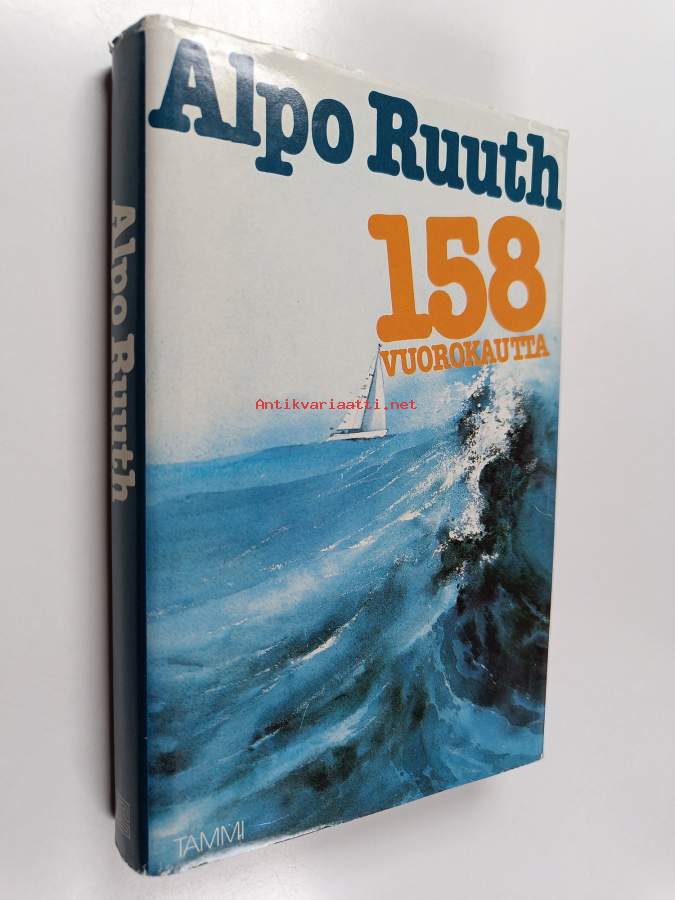 Alpo Ruuth
158
VUOROKAUTTA
Antikvariaatti.net
Alpo Ruuth
TAMMI